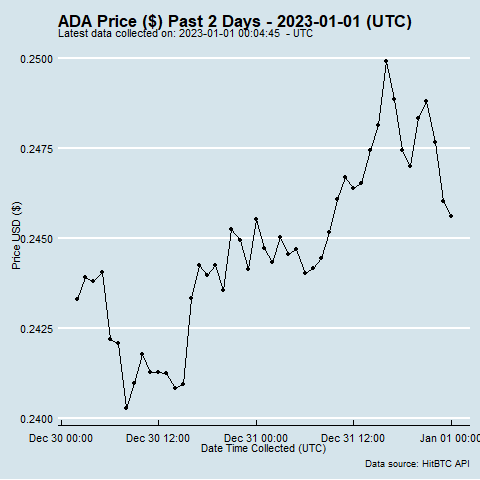 ADA Price ($) Past 2 Days - 2023-01-01 (UTC)
Latest data collected on: 2023-01-01 00:04:45 - UTC
0.2500
0.2475
0.2450
0.2425
0.2400
Price USD ($)
Dec 30 00:00 Dec 30 12:00 Dec 31 00:00 Dec 31 12:00 Jan 01 00:00
Date Time Collected (UTC)
Data source: HitBTC API